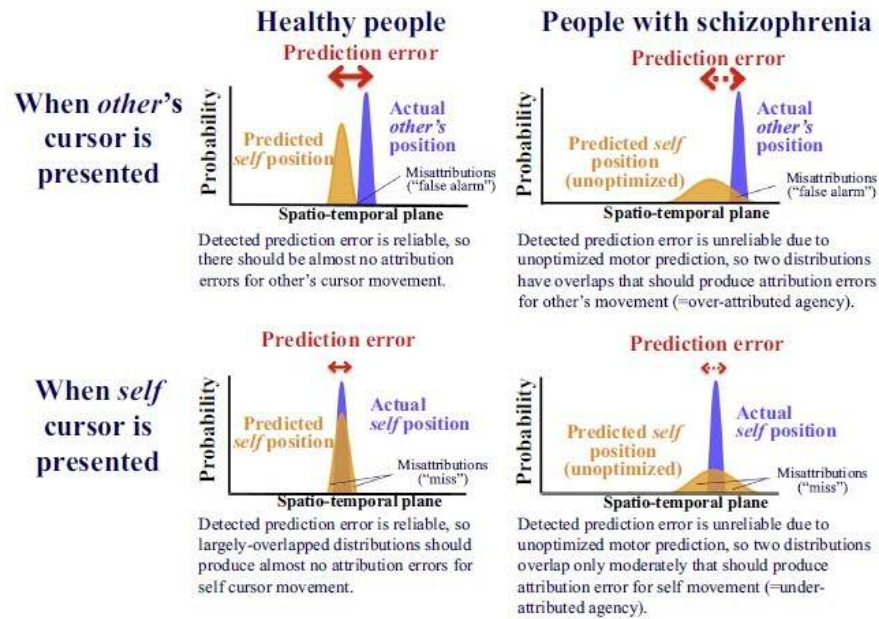 Healthy people
People with schizophrenia
When other's
cursor is
presented
Prediction error
Probability
Predicted
self position
Actual
other's
position
Misattributions
("false alarm")
Spatio-temporal plane
Detected prediction error is reliable, so
there should be almost no attribution
errors for other's cursor movement.
Prediction error
Probability
Predicted self
position
(unoptimized)
Actual
other's
position
Misattributions
("false alarm")
Spatio-temporal plane
Detected prediction error is unreliable due to
unoptimized motor prediction, so two distributions
have overlaps that should produce attribution errors
for other's movement (=over-attributed agency).
When self
cursor is
presented
Prediction error
Probability
Predicted
self position
Actual
self position
Misattributions
("miss")
Spatio-temporal plane
Detected prediction error is reliable, so
largely-overlapped distributions should
produce almost no attribution errors for
self cursor movement.
Prediction error
Probability
Predicted self
position
(unoptimized)
Actual
self position
Misattributions
("miss")
Spatio-temporal plane
Detected prediction error is unreliable due to
unoptimized motor prediction, so two distributions
overlap only moderately that should produce
attribution error for self movement (=under-
attributed agency).